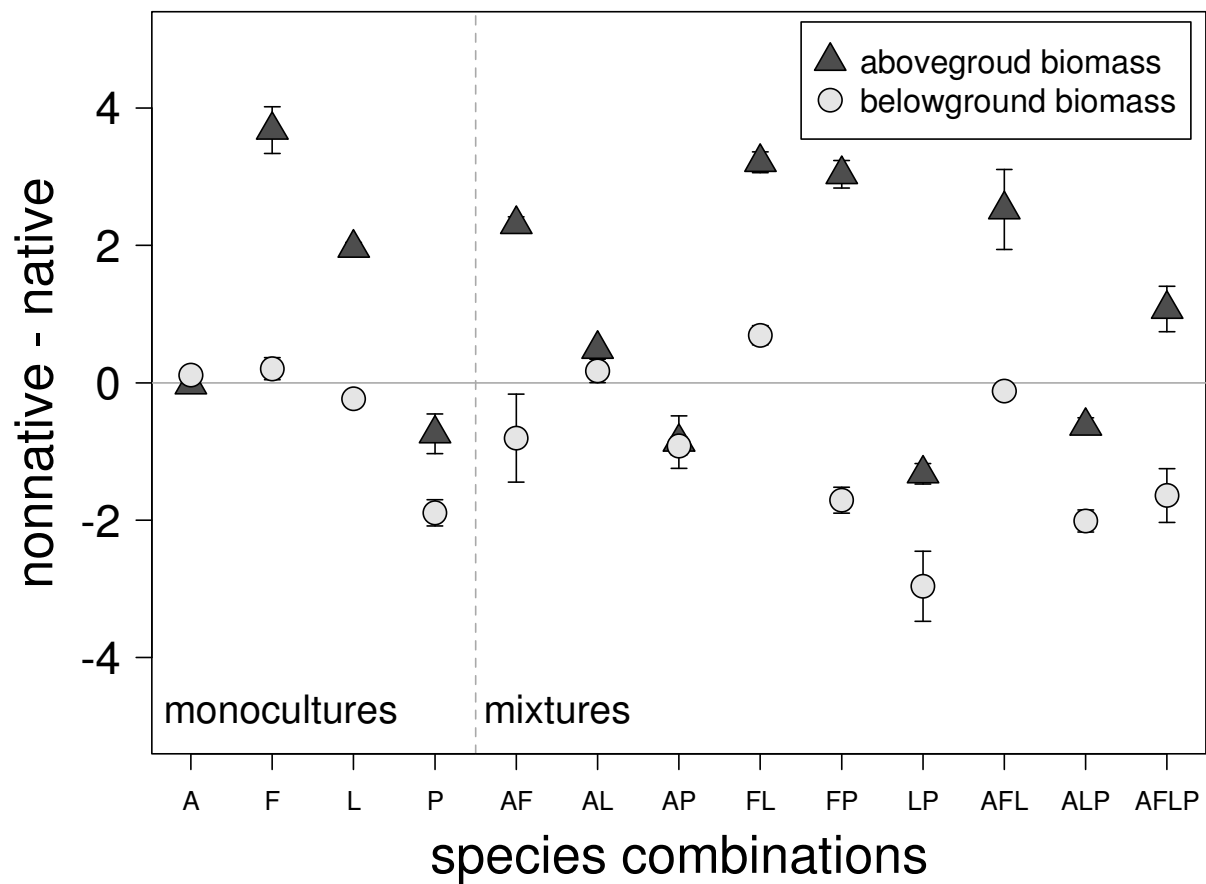 abovegroud biomass
belowground biomass
4
2
0
-2
-4
nonnative - native
monocultures
mixtures
A F L P AF AL AP FL FP LP AFL ALP AFLP
species combinations